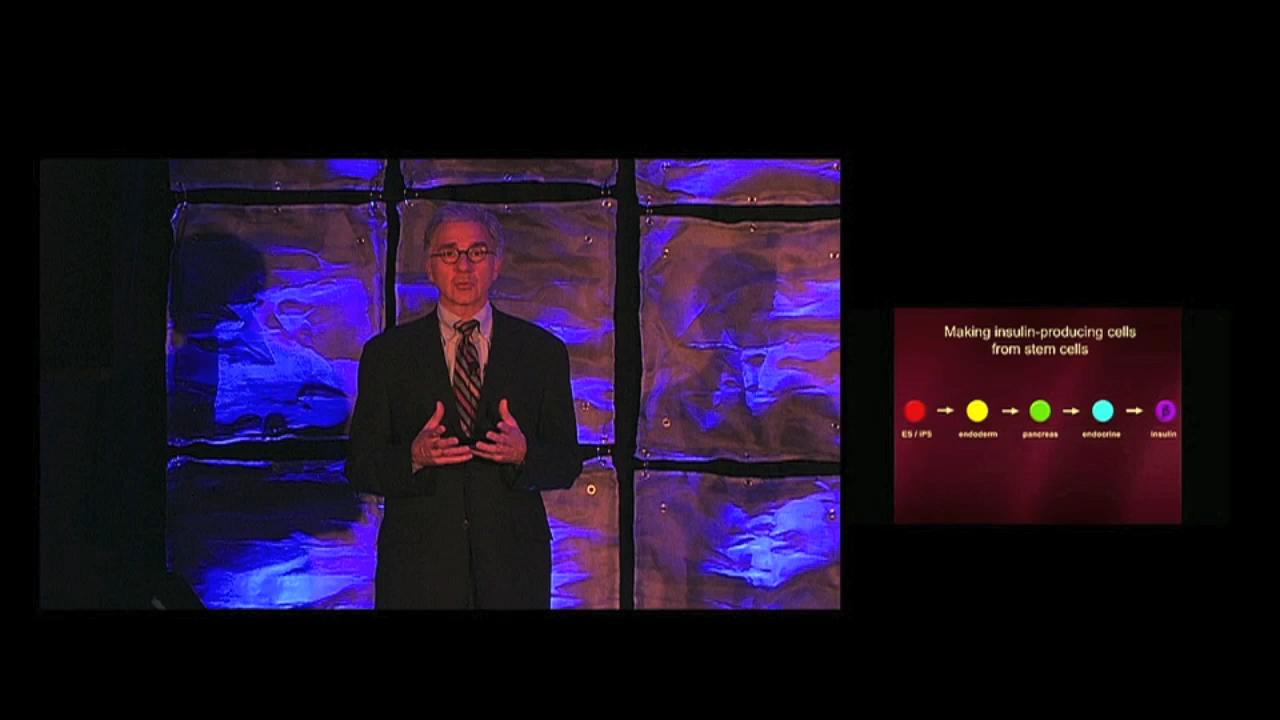 Making insulin-producing cells
from stem cells
β
ES / iPS endoderm pancreas endocrine insulin